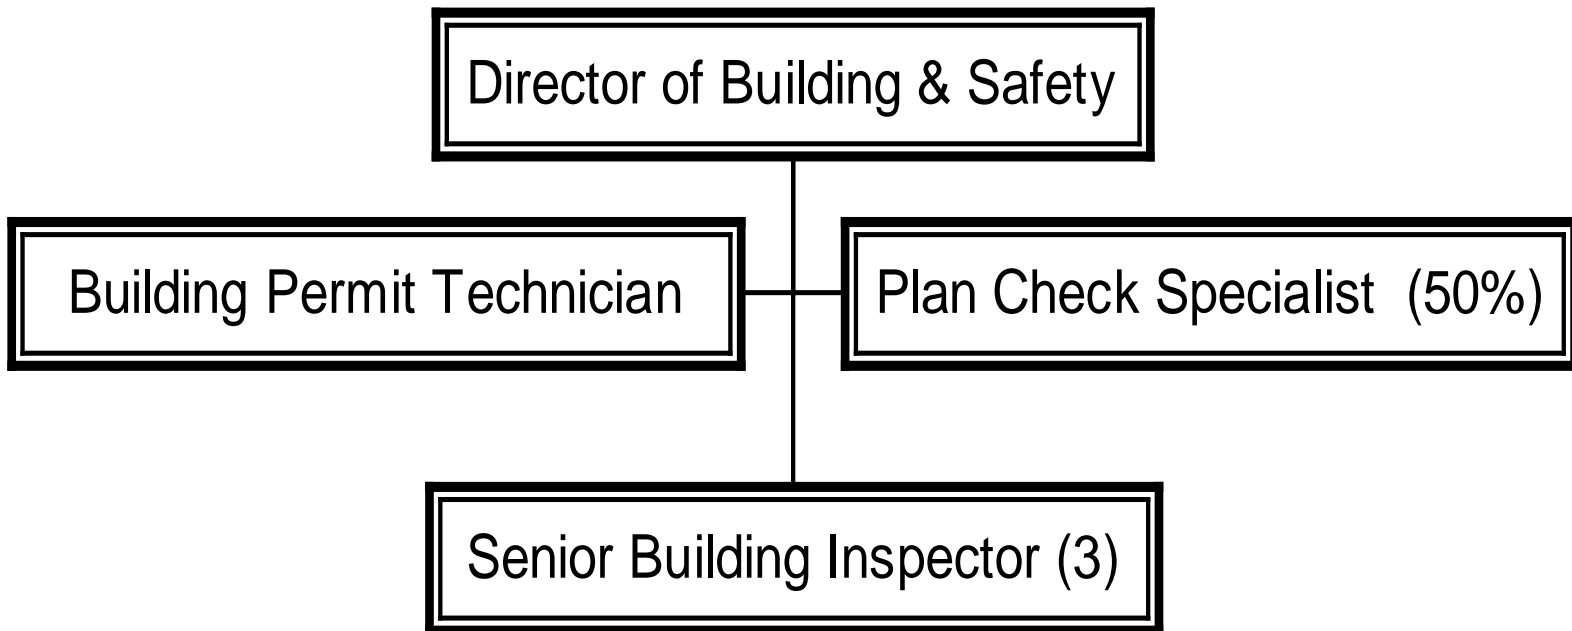 Director of Building & Safety
Building Permit Technician
Plan Check Specialist (50%)
Senior Building Inspector (3)